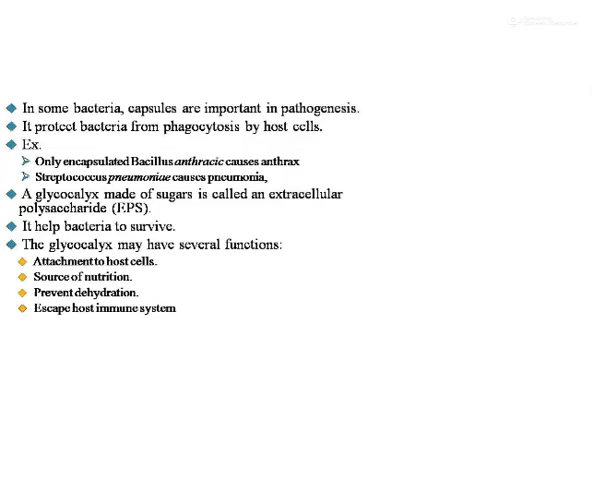 In some bacteria, capsules are important in pathogenesis.
It protect bacteria from phagocytosis by host cells.
Ex.
Only encapsulated Bacillus anthracic causes anthrax
Streptococcus pneumoniae causes pneumonia,
A glycocalyx made of sugars is called an extracellular
polysaccharide (EPS).
It help bacteria to survive.
The glycocalyx may have several functions:
Attachment to host cells.
Source of nutrition.
Prevent dehydration.
Escape host immune system